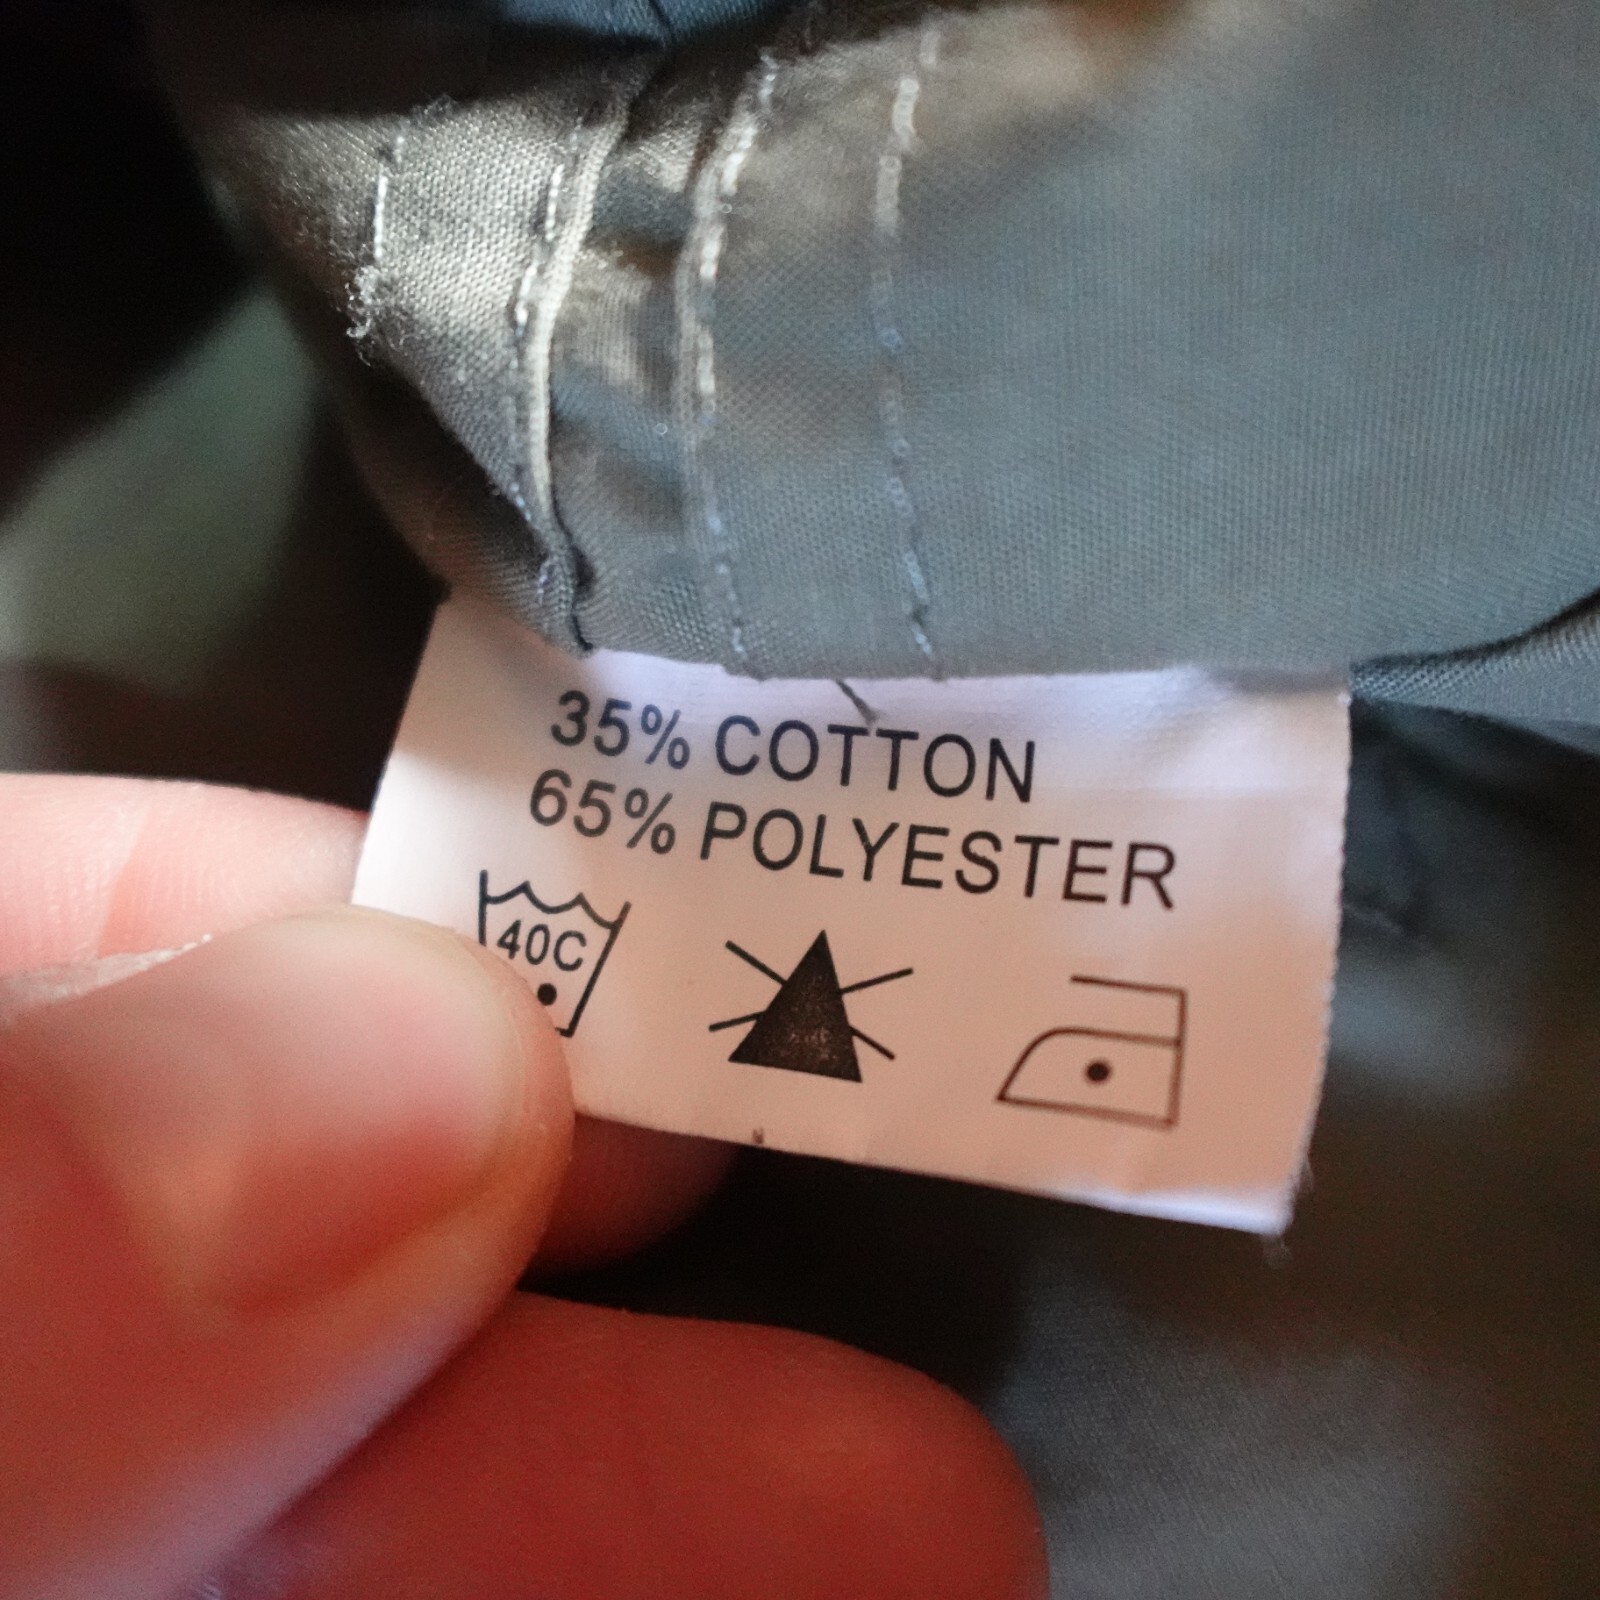 35% COTTON
65% POLYESTER
40C